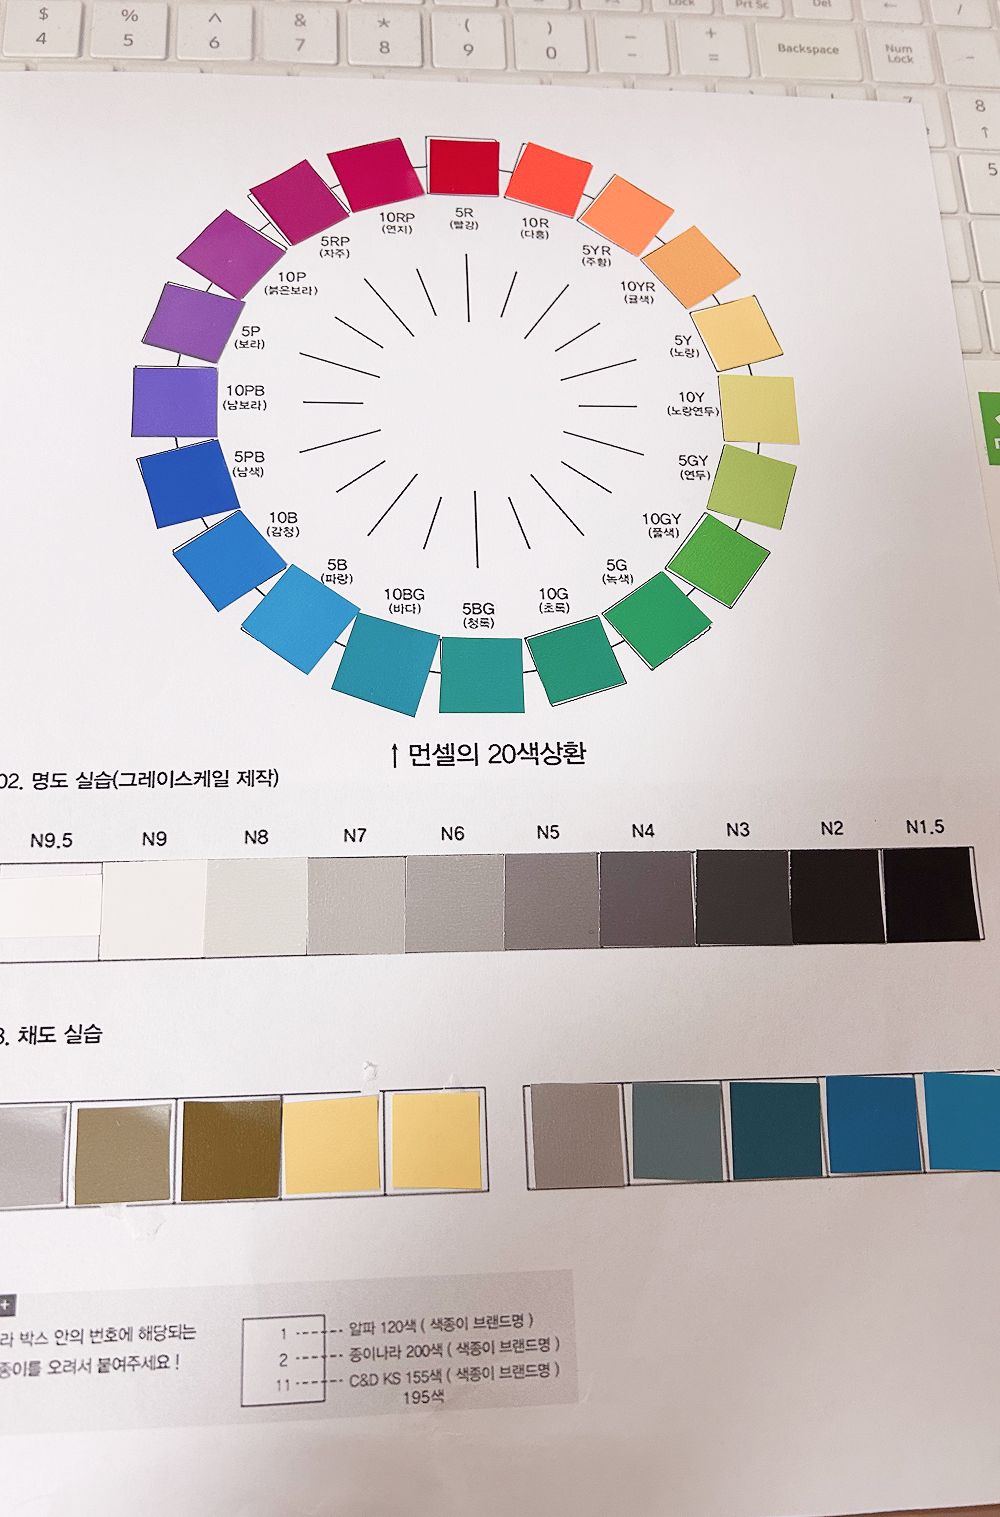 $ % ^ & * ( ) _ +
4 5 6 7 8 9 0 - = Backspace Num Lock -
Lock Prt Sc Del ← /
7 8
↑
5
5R
(빨강)
10R
(다홍)
5YR
(주황)
10YR
(귤색)
5Y
(노랑)
10Y
(노랑연두)
5GY
(연두)
10GY
(풀색)
5G
(녹색)
10G
(초록)
5BG
(청록)
10BG
(바다)
5B
(파랑)
10B
(감청)
5PB
(남색)
10PB
(남보라)
5P
(보라)
10P
(붉은보라)
5RP
(자주)
10RP
(연지)
↑ 먼셀의 20색상환
02. 명도 실습(그레이스케일 제작)
N9.5 N9 N8 N7 N6 N5 N4 N3 N2 N1.5
3. 채도 실습
+
라 박스 안의 번호에 해당되는
종이를 오려서 붙여주세요 !
1 ------ 알파 120색 ( 색종이 브랜드명 )
2 ------ 종이나라 200색 ( 색종이 브랜드명 )
11 ------ C&D KS 155색 ( 색종이 브랜드명 )
195색